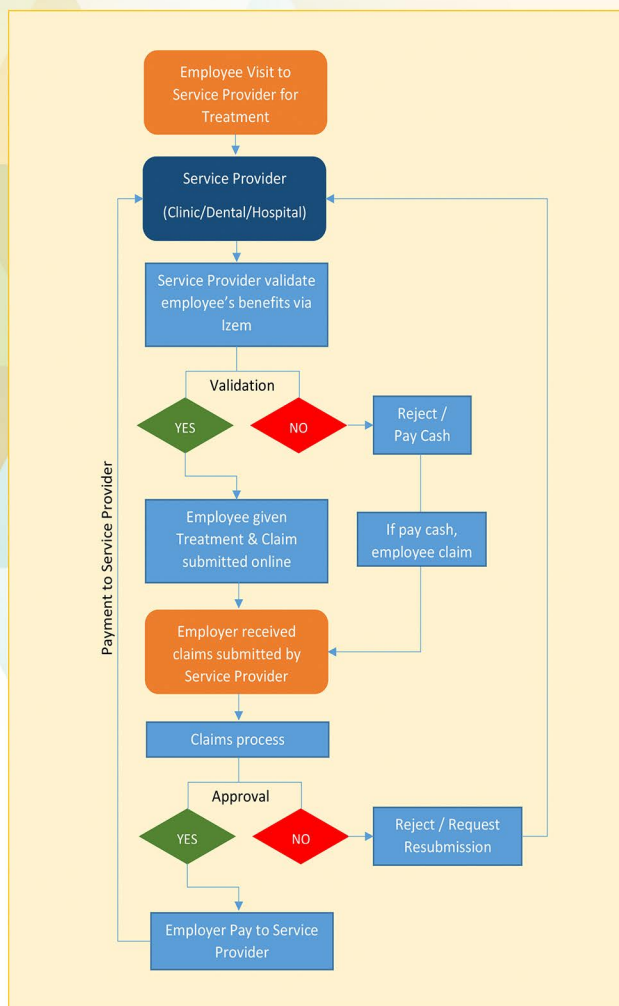 Employee Visit to
Service Provider for
Treatment
Service Provider
(Clinic/Dental/Hospital)
Service Provider validate
employee's benefits via
Izem
Validation
YES
NO
Reject /
Pay Cash
Employee given
Treatment & Claim
submitted online
If pay cash,
employee claim
Payment to Service Provider
Employer received
claims submitted by
Service Provider
Claims process
Approval
YES
NO
Reject / Request
Resubmission
Employer Pay to Service
Provider